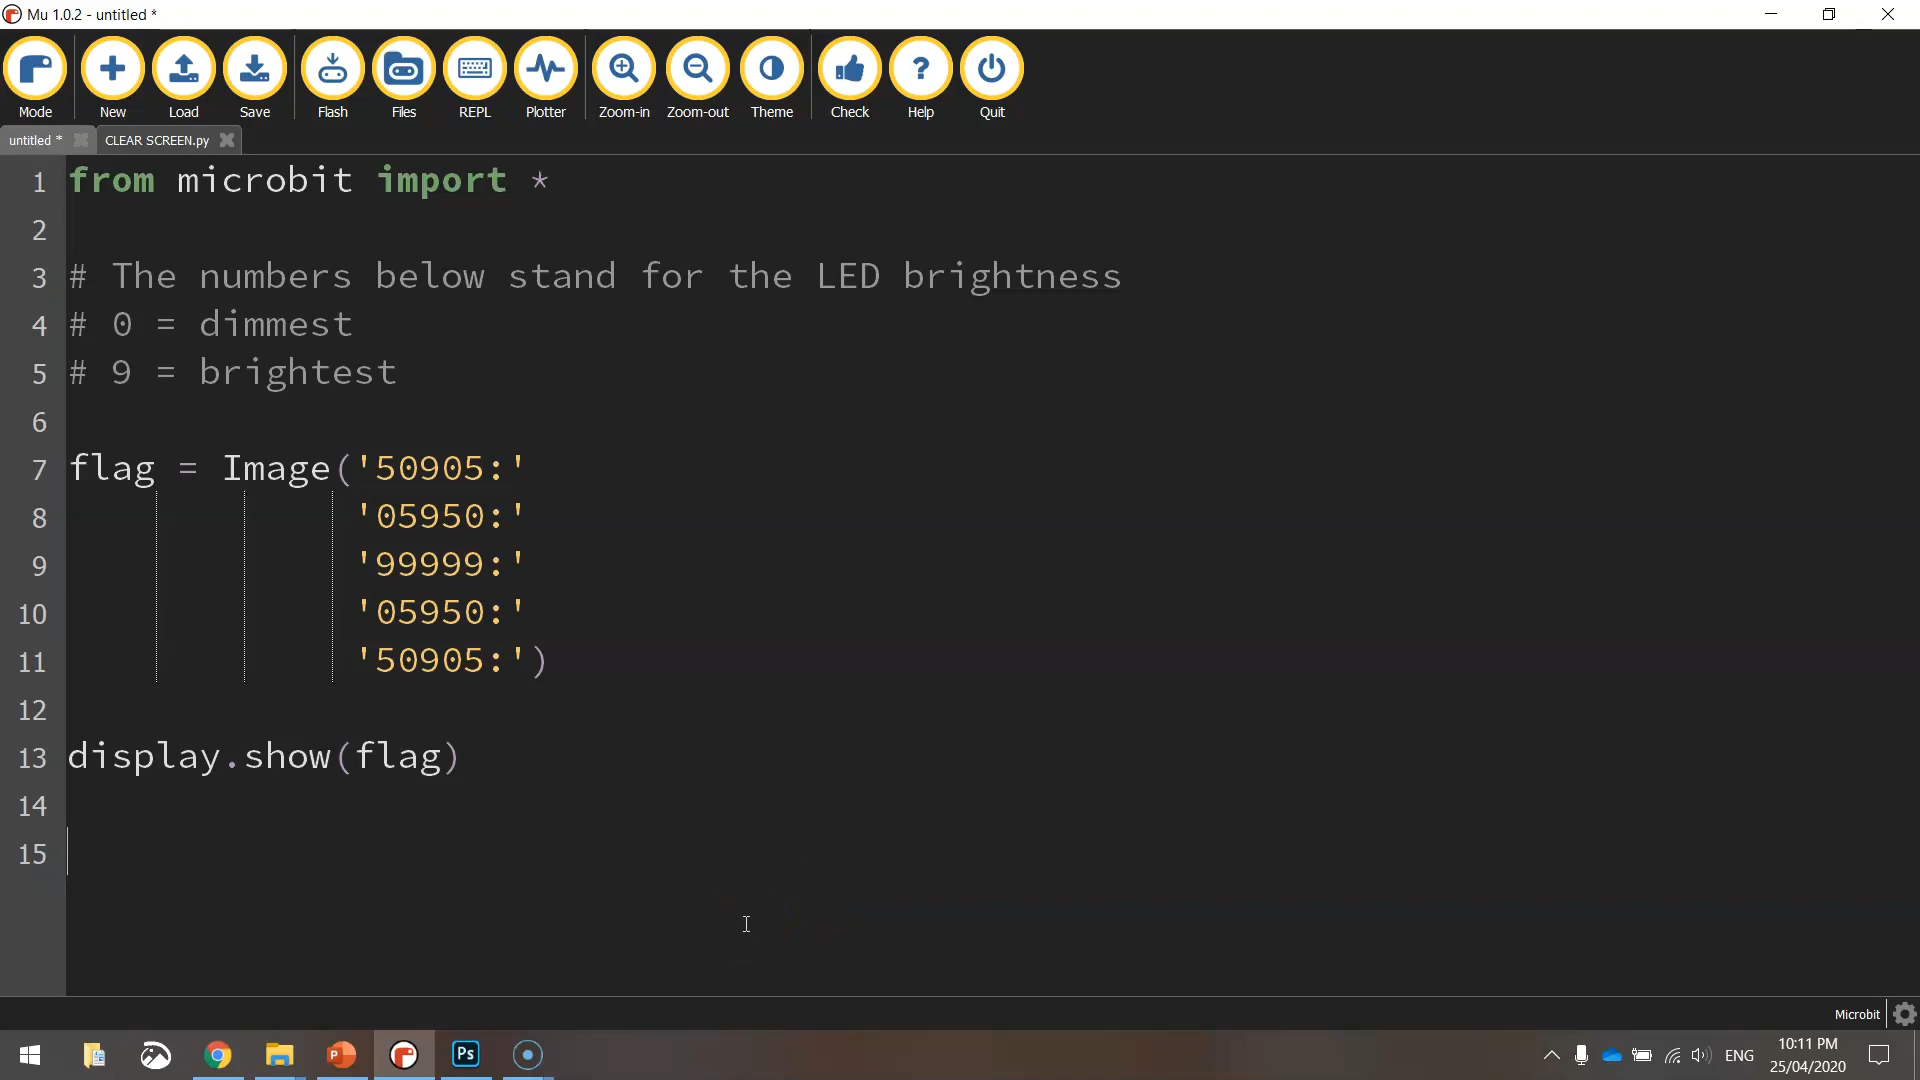 Mu 1.0.2 - untitled *
Mode New Load Save Flash Files REPL Plotter Zoom-in Zoom-out Theme Check Help Quit
untitled * CLEAR SCREEN.py
1 from microbit import *
2
3 # The numbers below stand for the LED brightness
4 # 0 = dimmest
5 # 9 = brightest
6
7 flag = Image('50905:'
8 '05950:'
9 '99999:'
10 '05950:'
11 '50905:')
12
13 display.show(flag)
14
15
Microbit
P Ps ENG 10:11 PM
25/04/2020